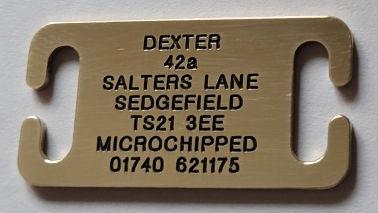 DEXTER
42a
SALTERS LANE
SEDGEFIELD
TS21 3EE
MICROCHIPPED
01740 621175